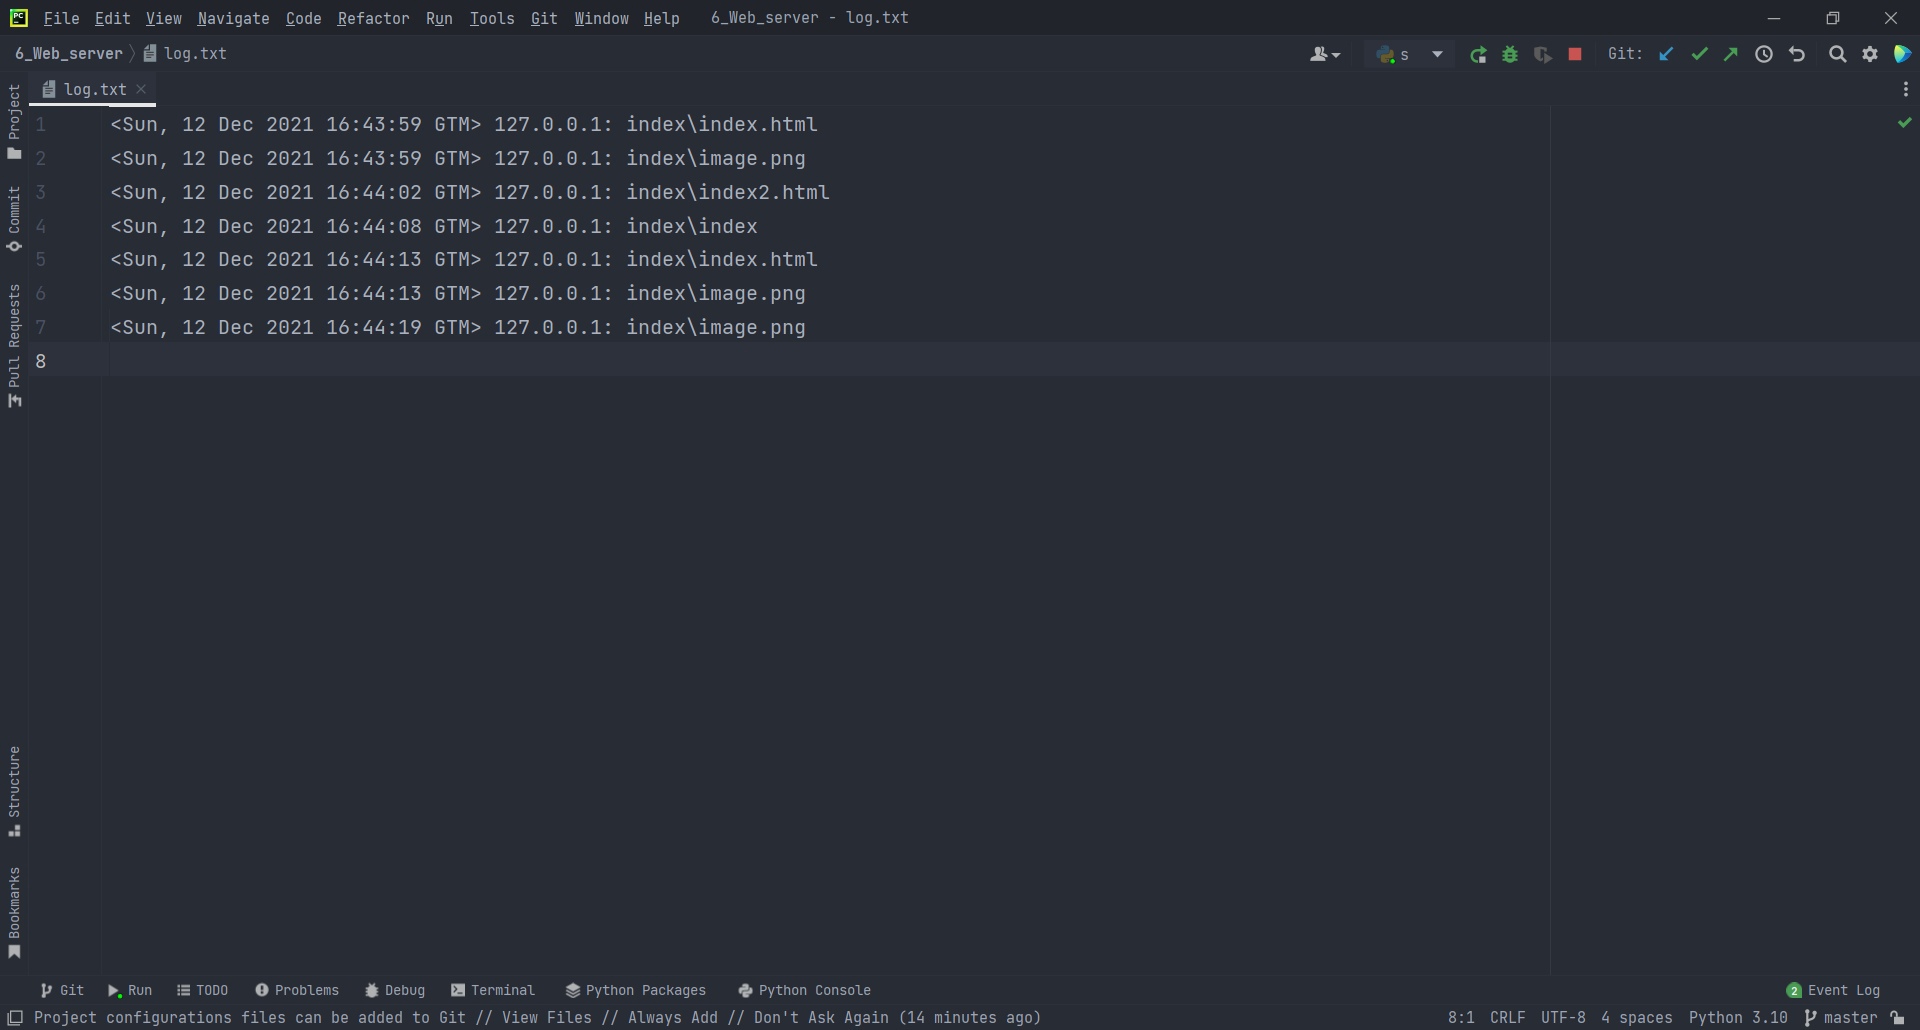 File Edit View Navigate Code Refactor Run Tools Git Window Help 6_Web_server - log.txt
6_Web_server log.txt s Git:
log.txt
1 <Sun, 12 Dec 2021 16:43:59 GTM> 127.0.0.1: index\index.html
2 <Sun, 12 Dec 2021 16:43:59 GTM> 127.0.0.1: index\image.png
3 <Sun, 12 Dec 2021 16:44:02 GTM> 127.0.0.1: index\index2.html
4 <Sun, 12 Dec 2021 16:44:08 GTM> 127.0.0.1: index\index
5 <Sun, 12 Dec 2021 16:44:13 GTM> 127.0.0.1: index\index.html
6 <Sun, 12 Dec 2021 16:44:13 GTM> 127.0.0.1: index\image.png
7 <Sun, 12 Dec 2021 16:44:19 GTM> 127.0.0.1: index\image.png
8
Project
Commit
Pull Requests
Structure
Bookmarks
Git Run TODO Problems Debug Terminal Python Packages Python Console 2 Event Log
Project configurations files can be added to Git // View Files // Always Add // Don't Ask Again (14 minutes ago) 8:1 CRLF UTF-8 4 spaces Python 3.10 master